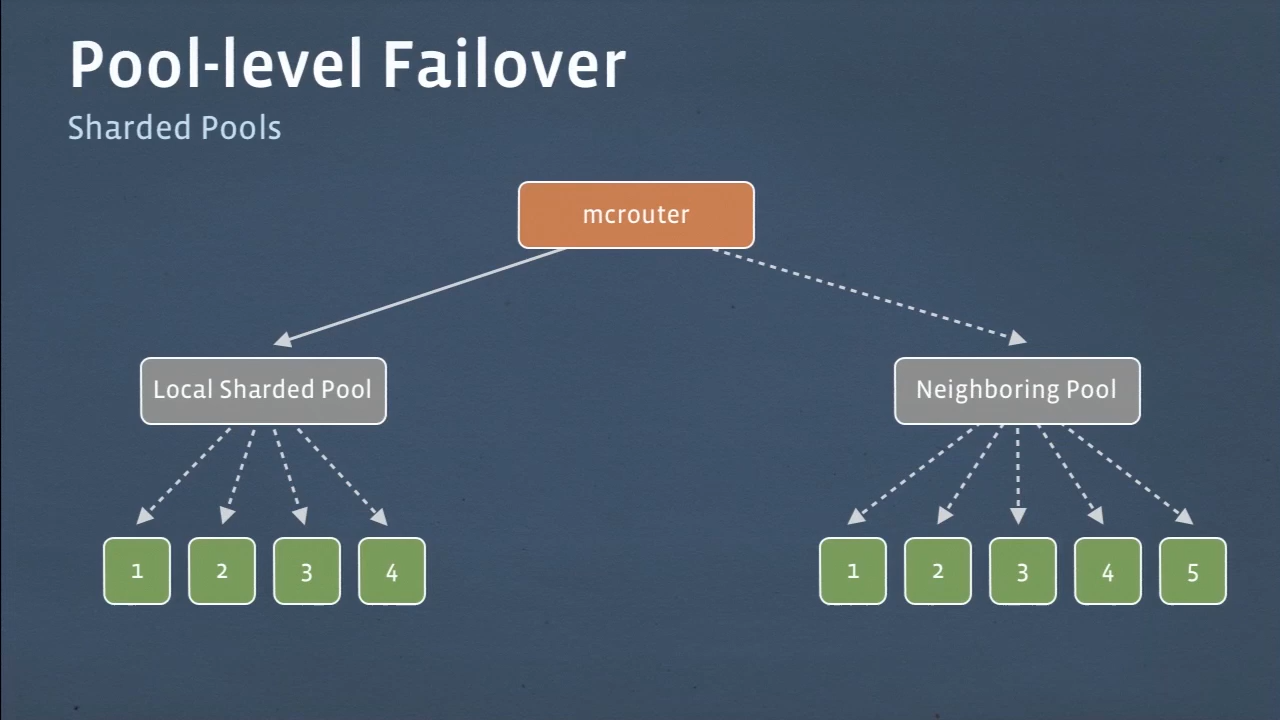 Pool-level Failover
Sharded Pools
mcrouter
Local Sharded Pool
Neighboring Pool
1 2 3 4
1 2 3 4 5